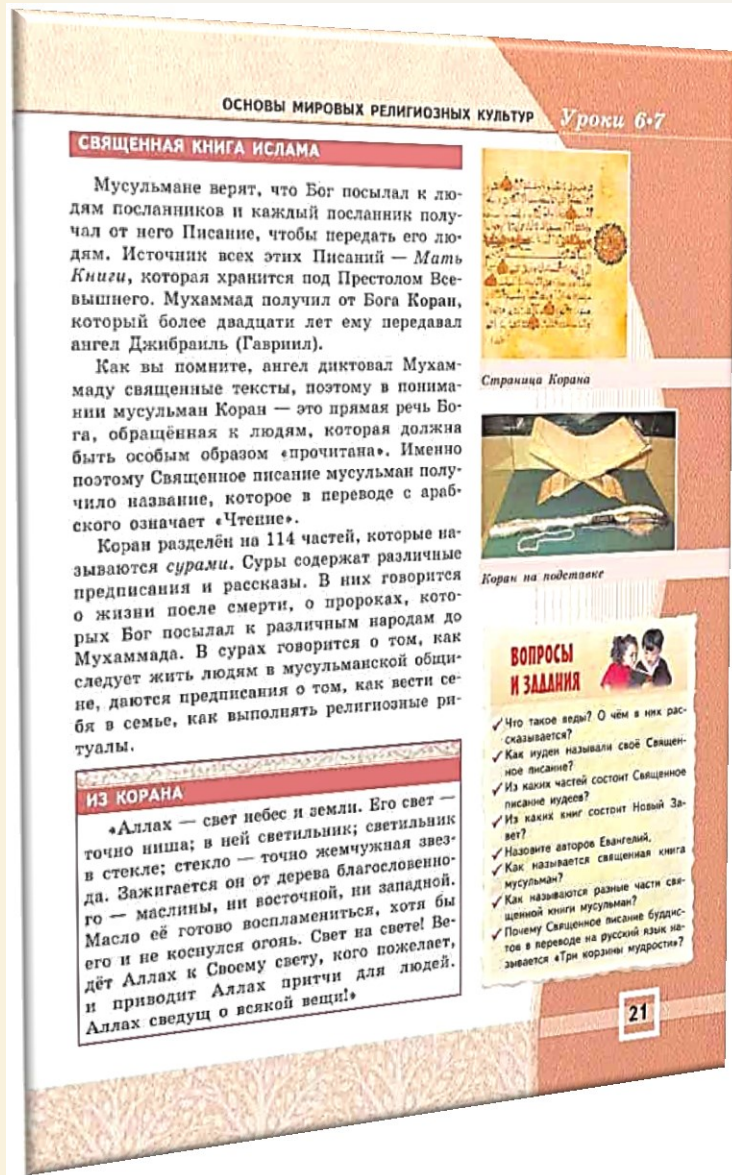 ОСНОВЫ МИРОВЫХ РЕЛИГИОЗНЫХ КУЛЬТУР
Уроки 6•7
СВЯЩЕННАЯ КНИГА ИСЛАМА
Мусульмане верят, что Бог посылал к лю-
дям посланников и каждый посланник полу-
чал от него Писание, чтобы передать его лю-
дям. Источник всех этих Писаний — Мать
Книги, которая хранится под Престолом Все-
вышнего. Мухаммад получил от Бога Коран,
который более двадцати лет ему передавал
ангел Джибраиль (Гавриил).
Как вы помните, ангел диктовал Мухам-
маду священные тексты, поэтому в понима-
нии мусульман Коран — это прямая речь Бо-
га, обращённая к людям, которая должна
быть особым образом «прочитана». Именно
поэтому Священное писание мусульман полу-
чило название, которое в переводе с араб-
ского означает «Чтение».
Коран разделён на 114 частей, которые на-
зываются сурами. Суры содержат различные
предписания и рассказы. В них говорится
о жизни после смерти, о пророках, кото-
рых Бог посылал к различным народам до
Мухаммада. В сурах говорится о том, как
следует жить людям в мусульманской общи-
не, даются предписания о том, как вести се-
бя в семье, как выполнять религиозные ри-
туалы.
ИЗ КОРАНА
«Аллах — свет небес и земли. Его свет —
точно ниша; в ней светильник; светильник
в стекле; стекло — точно жемчужная звез-
да. Зажигается он от дерева благословенно-
го — маслины, ни восточной, ни западной.
Масло её готово воспламениться, хотя бы
его и не коснулся огонь. Свет на свете! Ве-
дёт Аллах к Своему свету, кого пожелает,
и приводит Аллах притчи для людей.
Аллах сведущ о всякой вещи!»
Страница Корана
Коран на подставке
ВОПРОСЫ
И ЗАДАНИЯ
✓ Что такое веды? О чём в них рас-
сказывается?
✓ Как иудеи называли своё Священ-
ное писание?
✓ Из каких частей состоит Священное
писание иудеев?
✓ Из каких книг состоит Новый За-
вет?
✓ Назовите авторов Евангелий.
✓ Как называется священная книга
мусульман?
✓ Как называются разные части свя-
щенной книги мусульман?
✓ Почему Священное писание буддис-
тов в переводе на русский язык на-
зывается «Три корзины мудрости»?
21